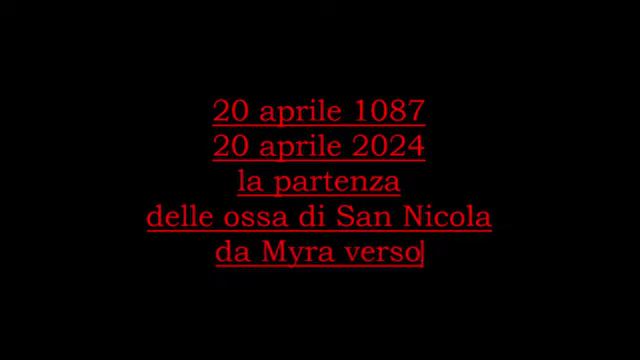 20 aprile 1087
20 aprile 2024
la partenza
delle ossa di San Nicola
da Myra verso